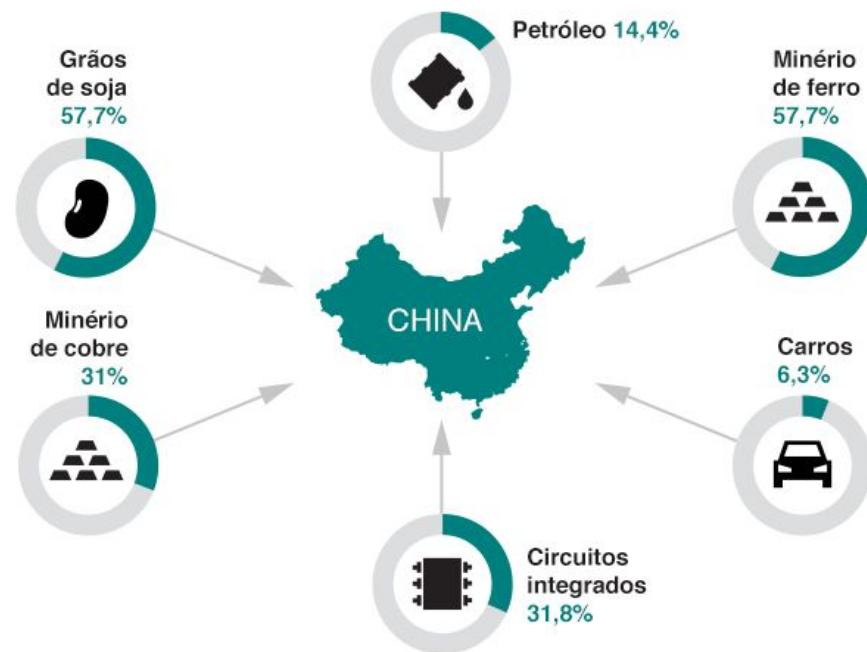 Petróleo 14,4%
Grãos
de soja
57,7%
Minério
de ferro
57,7%
CHINA
Minério
de cobre
31%
Carros
6,3%
Circuitos
integrados
31,8%